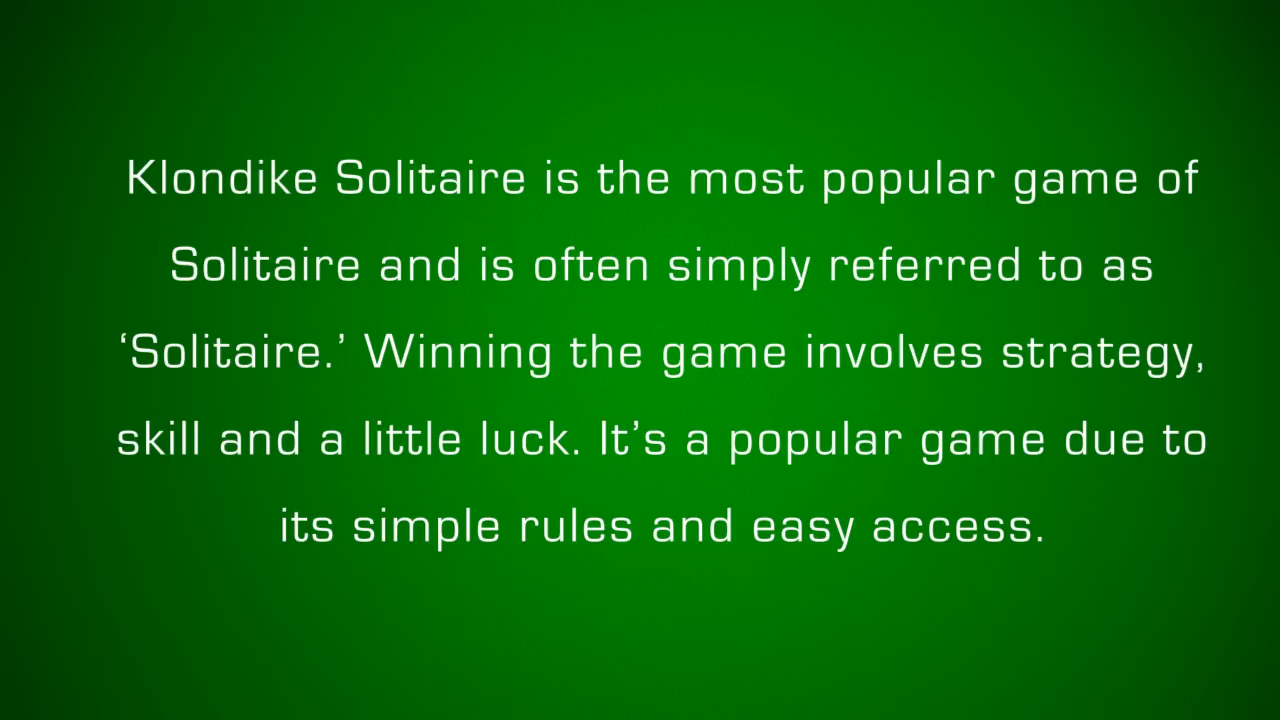 Klondike Solitaire is the most popular game of
Solitaire and is often simply referred to as
‘Solitaire.’ Winning the game involves strategy,
skill and a little luck. It’s a popular game due to
its simple rules and easy access.